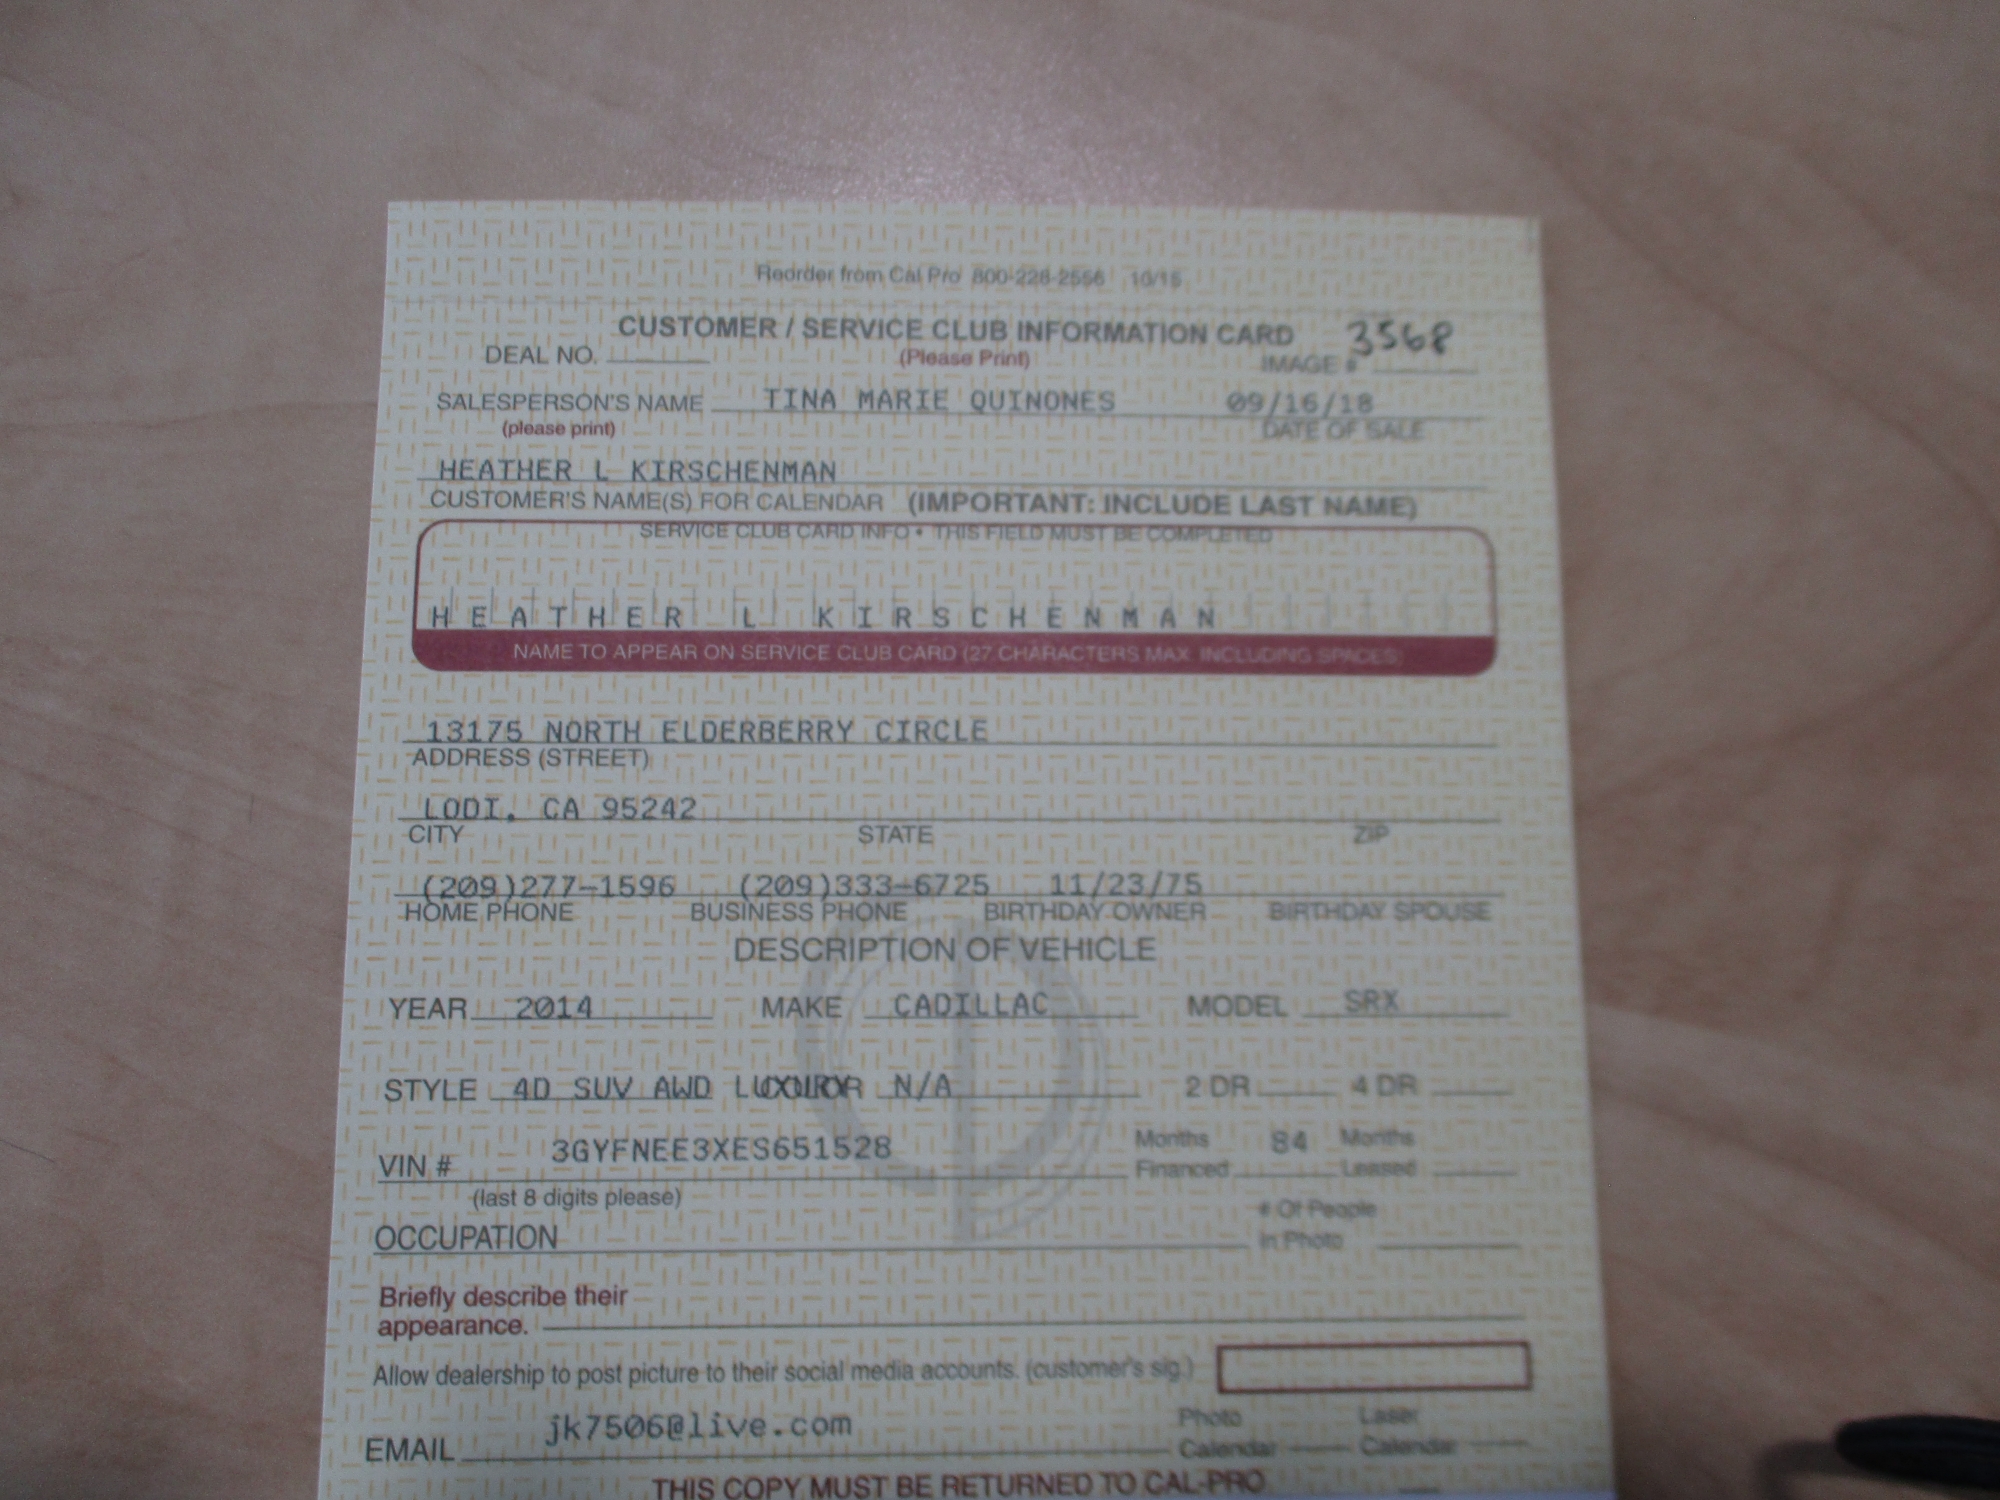 Reorder from Cal Pro 800-228-2556 10/15
CUSTOMER / SERVICE CLUB INFORMATION CARD 3568
DEAL NO. (Please Print) IMAGE #
SALESPERSON'S NAME TINA MARIE QUINONES 09/16/18
(please print) DATE OF SALE
HEATHER L KIRSCHENMAN
CUSTOMER'S NAME(S) FOR CALENDAR (IMPORTANT: INCLUDE LAST NAME)
SERVICE CLUB CARD INFO • THIS FIELD MUST BE COMPLETED
HEATHER L KIRSCHENMAN
NAME TO APPEAR ON SERVICE CLUB CARD (27 CHARACTERS MAX. INCLUDING SPACES)
13175 NORTH ELDERBERRY CIRCLE
ADDRESS (STREET)
LODI, CA 95242
CITY STATE ZIP
(209)277-1596 (209)333-6725 11/23/75
HOME PHONE BUSINESS PHONE BIRTHDAY OWNER BIRTHDAY SPOUSE
DESCRIPTION OF VEHICLE
YEAR 2014 MAKE CADILLAC MODEL SRX
STYLE 4D SUV AWD LUXURY COLOR N/A 2 DR 4 DR
VIN # 3GYFNEE3XES651528 Months Financed 84 Months Leased
(last 8 digits please)
OCCUPATION # Of People in Photo
Briefly describe their
appearance.
Allow dealership to post picture to their social media accounts. (customer's sig.)
EMAIL jk7506@live.com Photo Calendar Laser Calendar
THIS COPY MUST BE RETURNED TO CAL-PRO